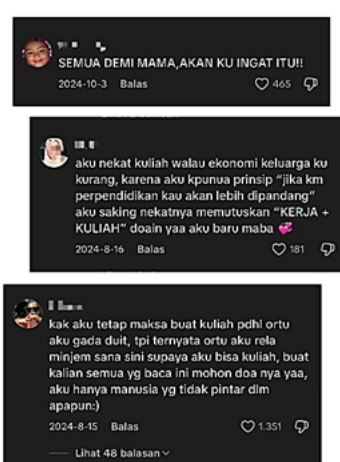 SEMUA DEMI MAMA,AKAN KU INGAT ITU!!
2024-10-3 Balas 465
aku nekat kuliah walau ekonomi keluarga ku
kurang, karena aku kpunua prinsip “jika km
perpendidikan kau akan lebih dipandang”
aku saking nekatnya memutuskan “KERJA +
KULIAH” doain yaa aku baru maba 💞
2024-8-16 Balas 181
kak aku tetap maksa buat kuliah pdhl ortu
aku gada duit, tpi ternyata ortu aku rela
minjem sana sini supaya aku bisa kuliah, buat
kalian semua yg baca ini mohon doa nya yaa,
aku hanya manusia yg tidak pintar dlm
apapun:)
2024-8-15 Balas 1.351
Lihat 48 balasan